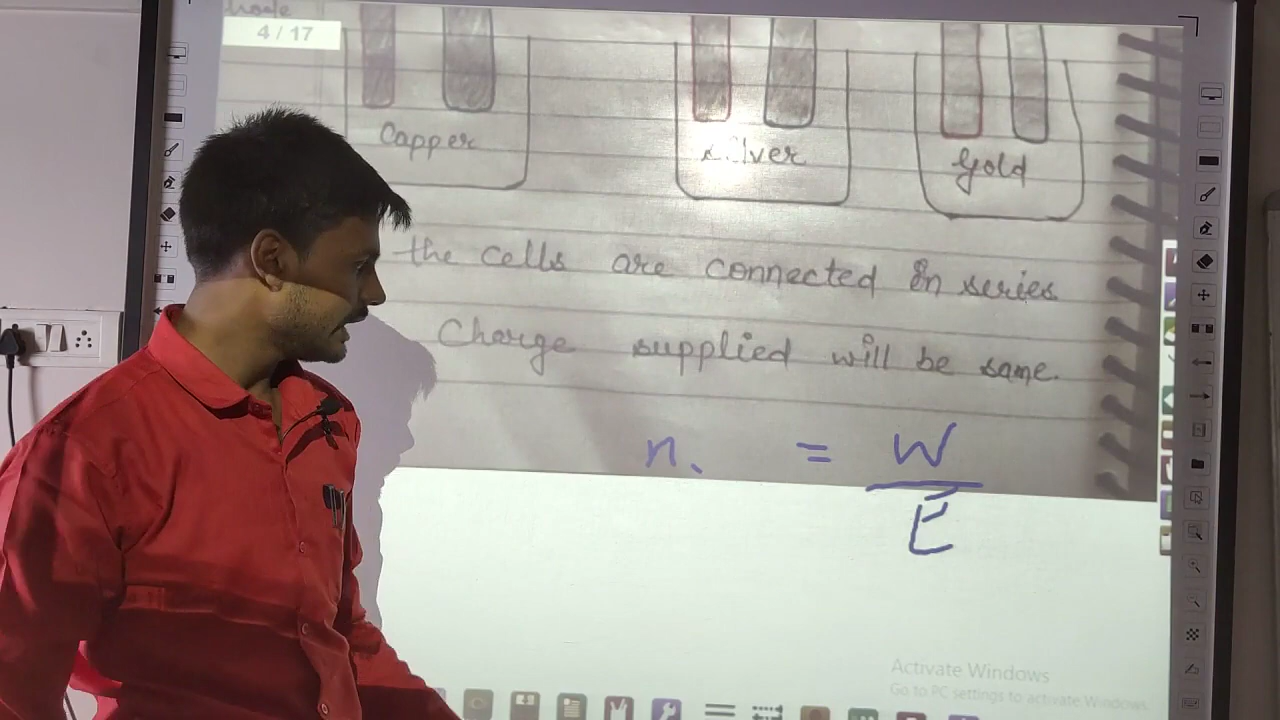 4 / 17
Capper
Silver
Gold
the cells are connected in series
Charge supplied will be same.
n. = W
E
Activate Windows
Go to PC settings to activate Windows.